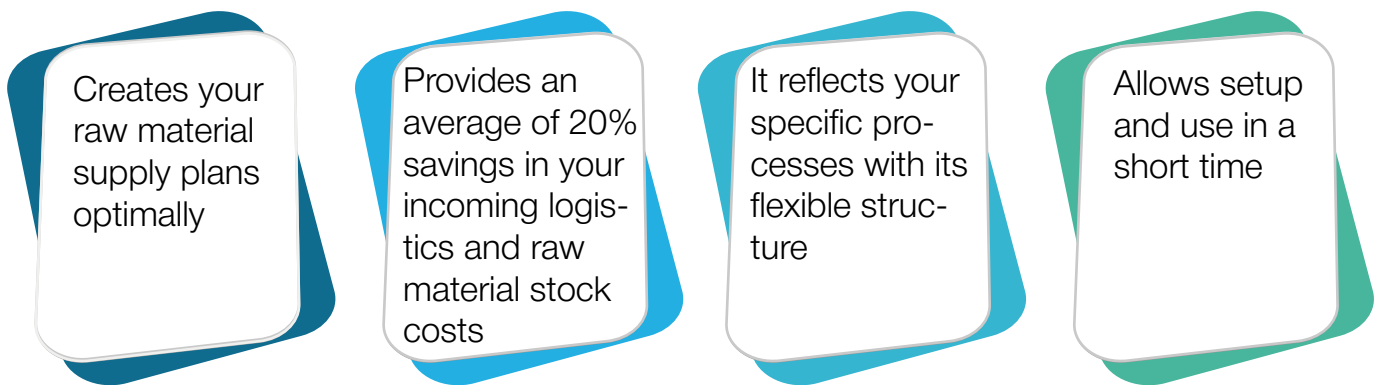 Creates your
raw material
supply plans
optimally
Provides an
average of 20%
savings in your
incoming logis-
tics and raw
material stock
costs
It reflects your
specific pro-
cesses with its
flexible struc-
ture
Allows setup
and use in a
short time